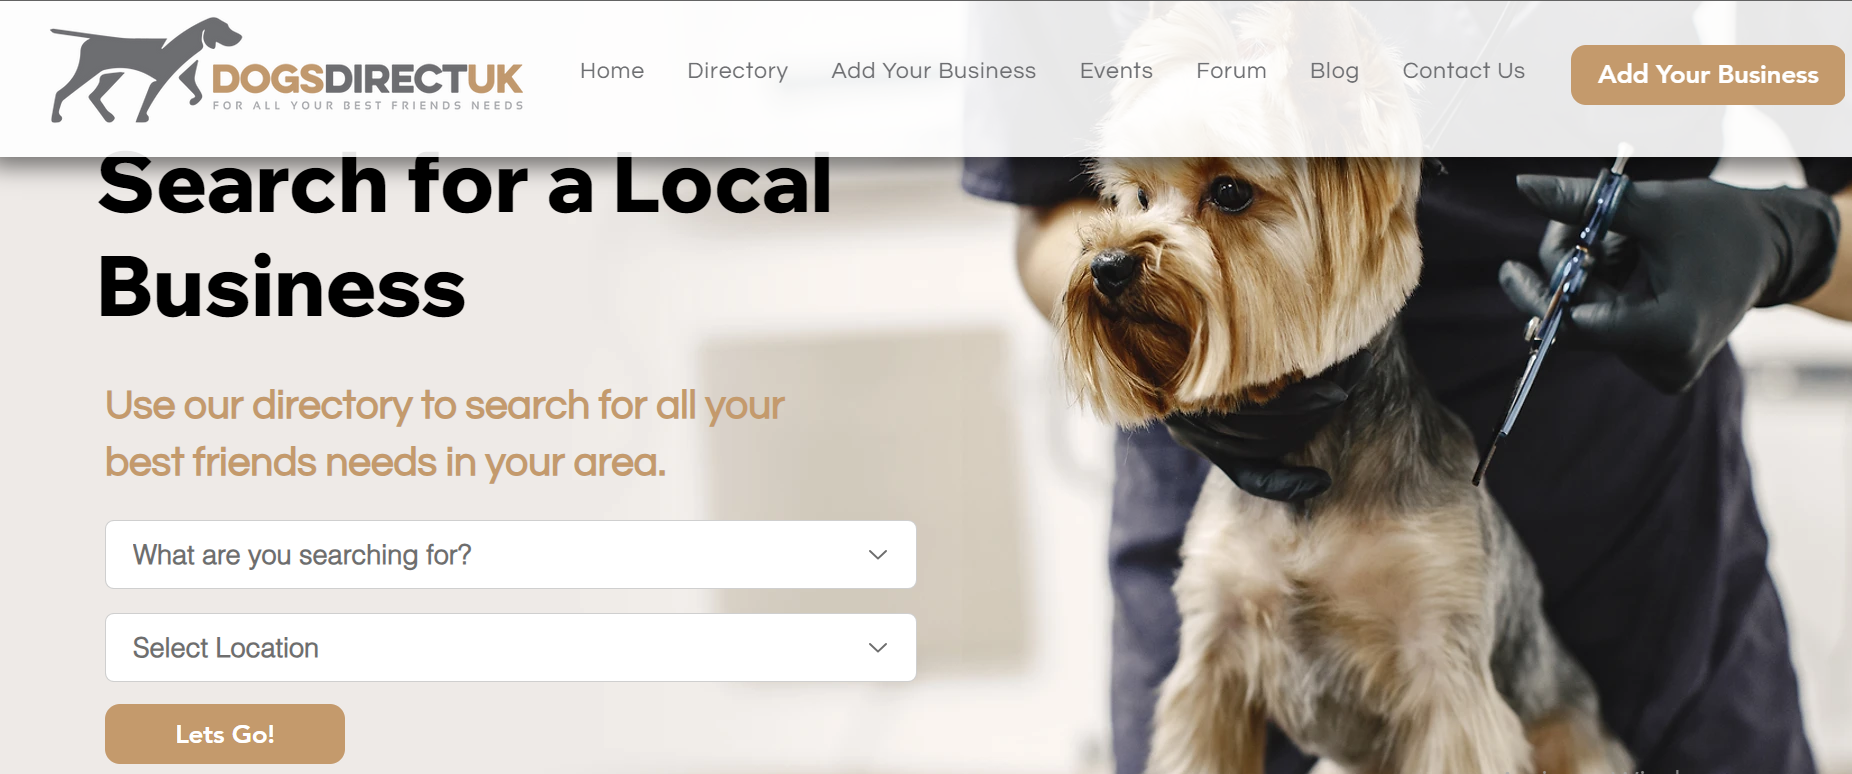 DOGSDIRECTUK
FOR ALL YOUR BEST FRIENDS NEEDS
Home
Directory
Add Your Business
Events
Forum
Blog
Contact Us
Add Your Business
Search for a Local
Business
Use our directory to search for all your
best friends needs in your area.
What are you searching for?
Select Location
Lets Go!